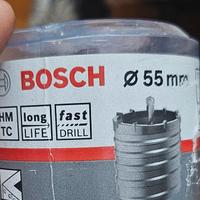 BOSCH ⌀ 55 mm
HM long fast
TC LIFE DRILL